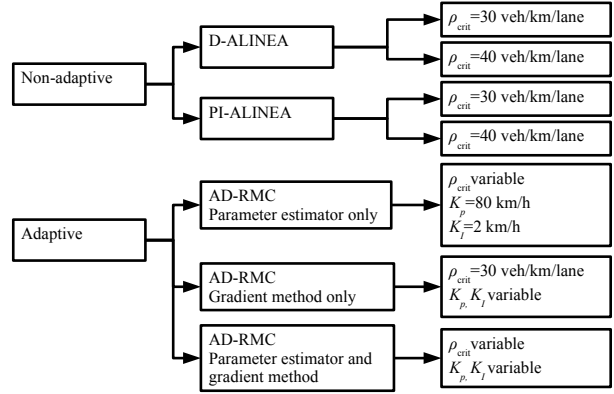 Non-adaptive
D-ALINEA
ρcrit=30 veh/km/lane
ρcrit=40 veh/km/lane
PI-ALINEA
ρcrit=30 veh/km/lane
ρcrit=40 veh/km/lane
Adaptive
AD-RMC
Parameter estimator only
ρcrit variable
Kp=80 km/h
KI=2 km/h
AD-RMC
Gradient method only
ρcrit=30 veh/km/lane
Kp, KI variable
AD-RMC
Parameter estimator and
gradient method
ρcrit variable
Kp, KI variable